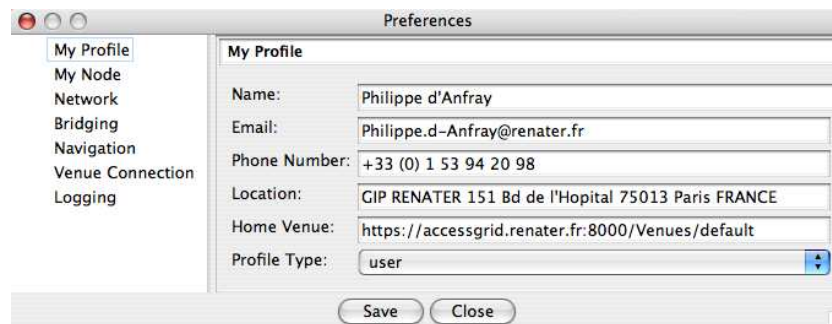 Preferences
My Profile
My Node
Network
Bridging
Navigation
Venue Connection
Logging
My Profile
Name: Philippe d'Anfray
Email: Philippe.d-Anfray@renater.fr
Phone Number: +33 (0) 1 53 94 20 98
Location: GIP RENATER 151 Bd de l'Hopital 75013 Paris FRANCE
Home Venue: https://accessgrid.renater.fr:8000/Venues/default
Profile Type: user
Save Close